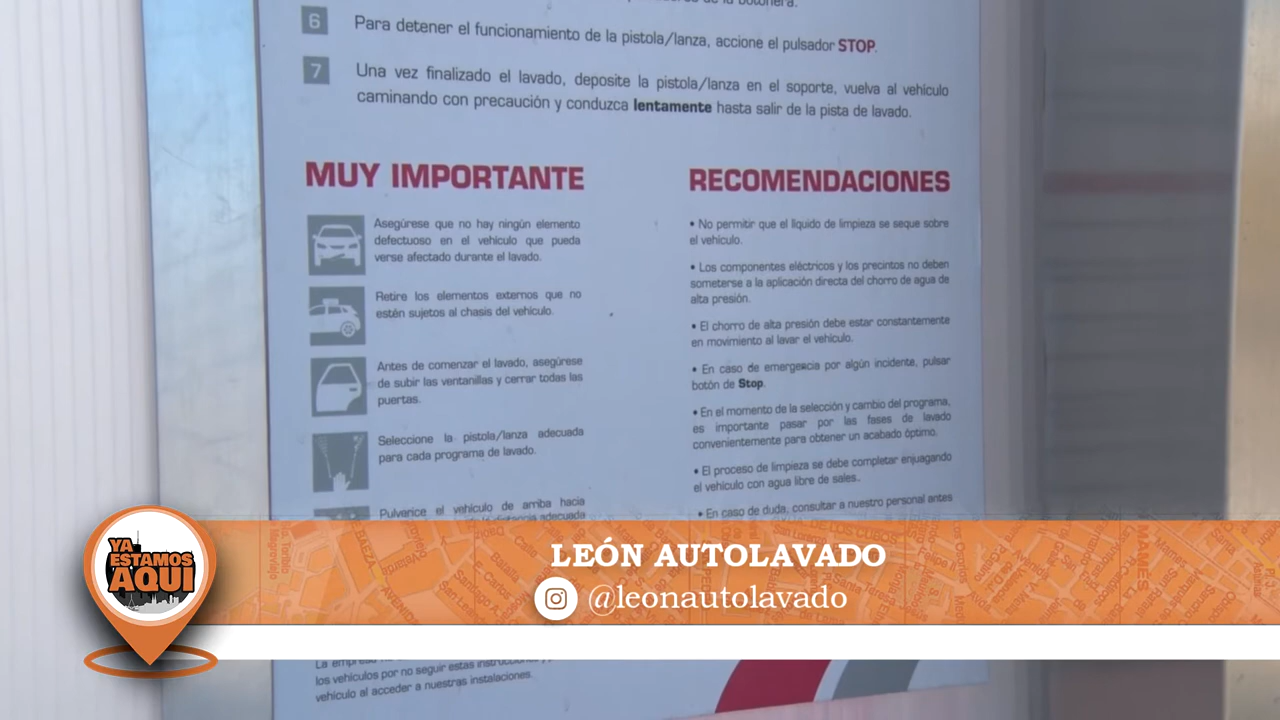 de la botonera.
6 Para detener el funcionamiento de la pistola/lanza, accione el pulsador STOP.
7 Una vez finalizado el lavado, deposite la pistola/lanza en el soporte, vuelva al vehículo
caminando con precaución y conduzca lentamente hasta salir de la pista de lavado.
MUY IMPORTANTE
Asegúrese que no hay ningún elemento
defectuoso en el vehículo que pueda
verse afectado durante el lavado.
Retire los elementos externos que no
estén sujetos al chasis del vehículo.
Antes de comenzar el lavado, asegúrese
de subir las ventanillas y cerrar todas las
puertas.
Seleccione la pistola/lanza adecuada
para cada programa de lavado.
Pulverice el vehículo de arriba hacia
distancia adecuada
RECOMENDACIONES
• No permitir que el líquido de limpieza se seque sobre
el vehículo.
• Los componentes eléctricos y los precintos no deben
someterse a la aplicación directa del chorro de agua de
alta presión.
• El chorro de alta presión debe estar constantemente
en movimiento al lavar el vehículo.
• En caso de emergencia por algún incidente, pulsar
botón de Stop.
• En el momento de la selección y cambio del programa,
es importante pasar por las fases de lavado
convenientemente para obtener un acabado óptimo.
• El proceso de limpieza se debe completar enjuagando
el vehículo con agua libre de sales..
• En caso de duda, consultar a nuestro personal antes
YA
ESTAMOS
AQUÍ
LEÓN AUTOLAVADO
@leonautolavado
La empresa
los vehículos por no seguir estas instrucciones
vehículo al acceder a nuestras instalaciones.